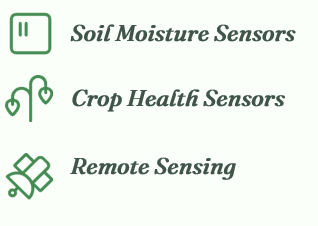 Soil Moisture Sensors
Crop Health Sensors
Remote Sensing